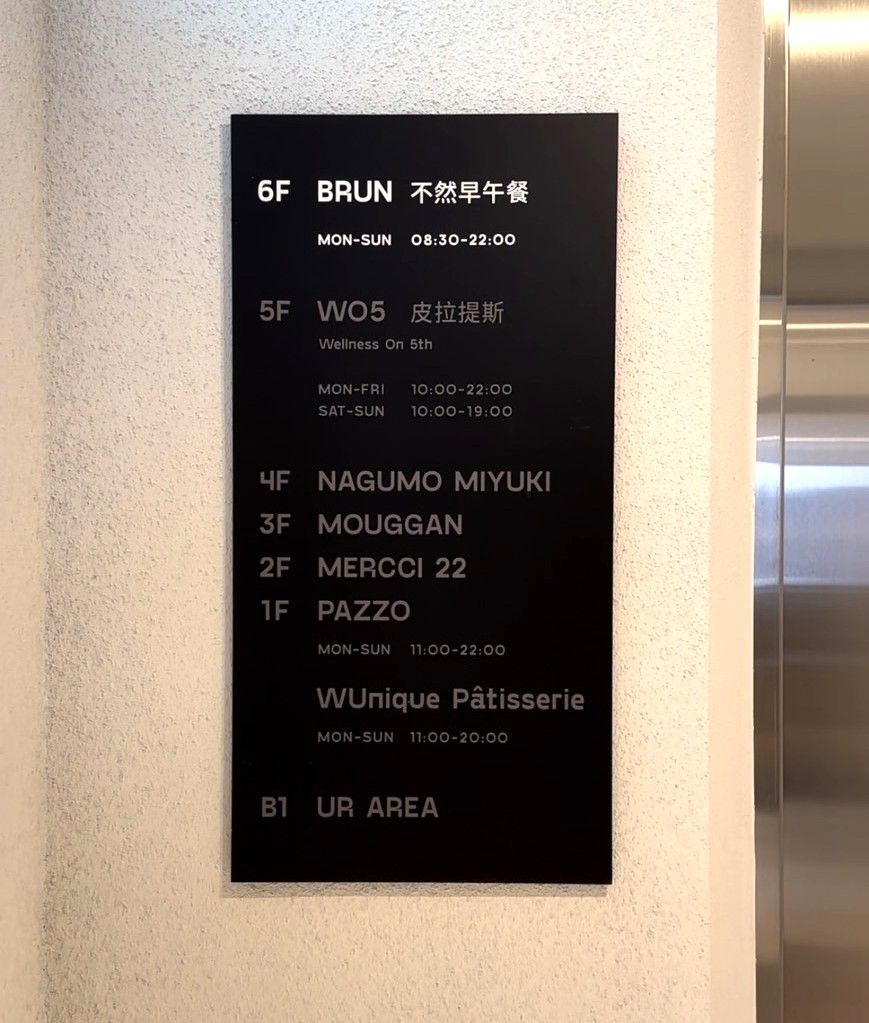 6F BRUN 不然早午餐
MON-SUN 08:30-22:00
5F WO5 皮拉提斯
Wellness On 5th
MON-FRI 10:00-22:00
SAT-SUN 10:00-19:00
4F NAGUMO MIYUKI
3F MOUGGAN
2F MERCCI 22
1F PAZZO
MON-SUN 11:00-22:00
WUnique Pâtisserie
MON-SUN 11:00-20:00
B1 UR AREA